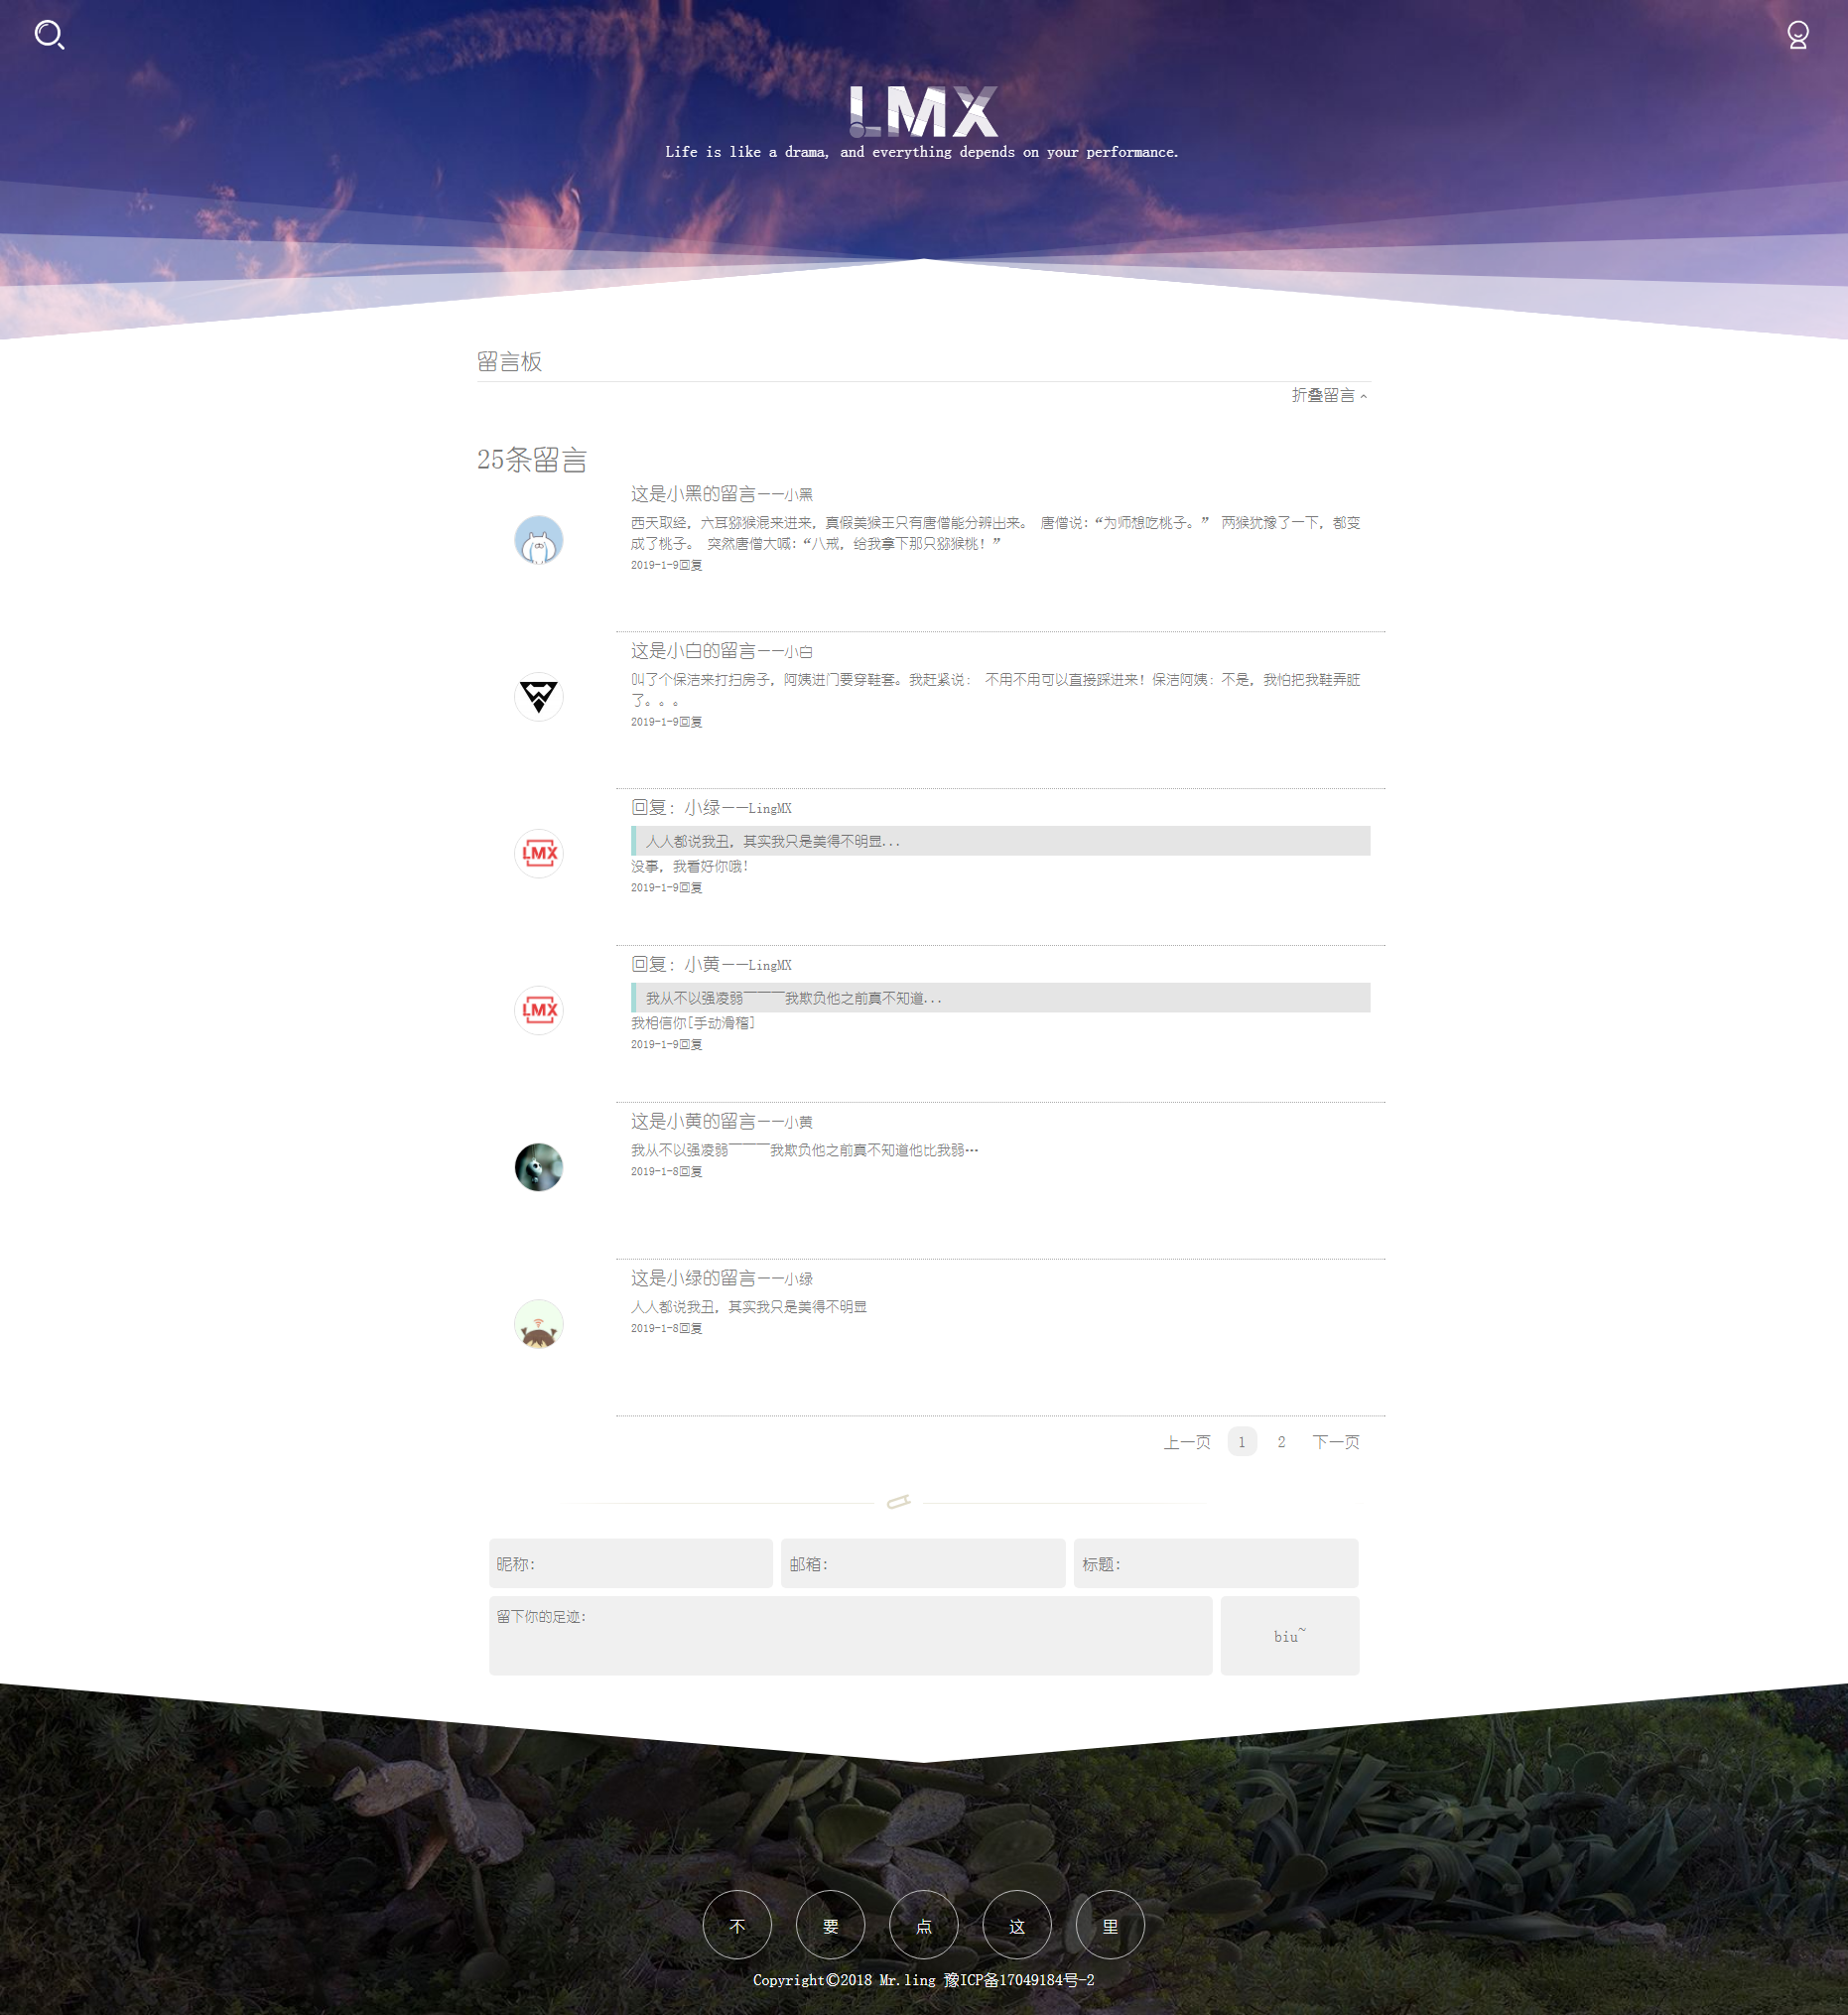 LMX
Life is like a drama, and everything depends on your performance.
留言板
折叠留言
25条留言
这是小黑的留言——小黑
西天取经，六耳猕猴混来进来，真假美猴王只有唐僧能分辨出来。 唐僧说：“为师想吃桃子。” 两猴犹豫了一下，都变
成了桃子。 突然唐僧大喊：“八戒，给我拿下那只猕猴桃！”
2019-1-9回复
这是小白的留言——小白
叫了个保洁来打扫房子，阿姨进门要穿鞋套。我赶紧说： 不用不用可以直接踩进来！保洁阿姨：不是，我怕把我鞋弄脏
了。。。
2019-1-9回复
LMX
回复：小绿——LingMX
人人都说我丑，其实我只是美得不明显...
没事，我看好你哦！
2019-1-9回复
LMX
回复：小黄——LingMX
我从不以强凌弱￣￣￣我欺负他之前真不知道...
我相信你[手动滑稽]
2019-1-9回复
这是小黄的留言——小黄
我从不以强凌弱￣￣￣我欺负他之前真不知道他比我弱…
2019-1-8回复
这是小绿的留言——小绿
人人都说我丑，其实我只是美得不明显
2019-1-8回复
上一页 1 2 下一页
昵称： 邮箱： 标题：
留下你的足迹：
biu~
不 要 点 这 里
Copyright©2018 Mr.ling 豫ICP备17049184号-2